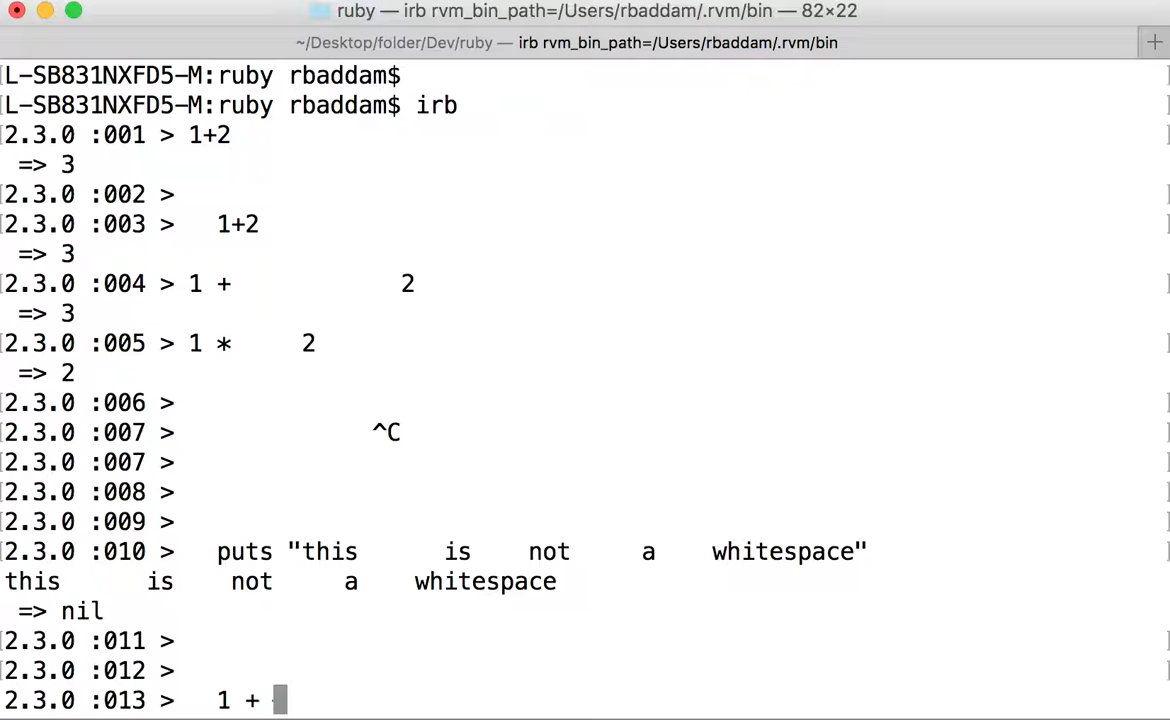 ruby — irb rvm_bin_path=/Users/rbaddam/.rvm/bin — 82×22
~/Desktop/folder/Dev/ruby — irb rvm_bin_path=/Users/rbaddam/.rvm/bin
L-SB831NXFD5-M:ruby rbaddam$
L-SB831NXFD5-M:ruby rbaddam$ irb
2.3.0 :001 > 1+2
 => 3
2.3.0 :002 >
2.3.0 :003 >   1+2
 => 3
2.3.0 :004 > 1 +            2
 => 3
2.3.0 :005 > 1 *     2
 => 2
2.3.0 :006 >
2.3.0 :007 >              ^C
2.3.0 :007 >
2.3.0 :008 >
2.3.0 :009 >
2.3.0 :010 >   puts "this      is    not     a    whitespace"
this      is    not     a    whitespace
 => nil
2.3.0 :011 >
2.3.0 :012 >
2.3.0 :013 >   1 +